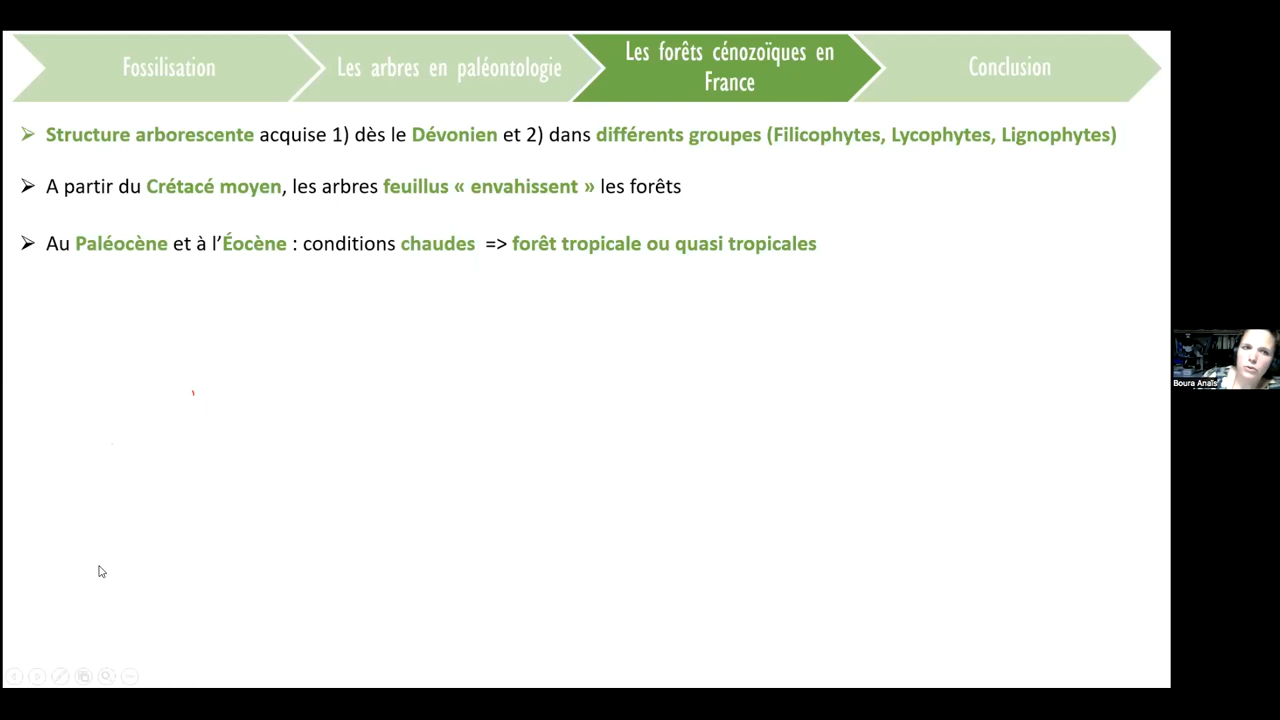 Fossilisation
Les arbres en paléontologie
Les forêts cénozoïques en
France
Conclusion
Structure arborescente acquise 1) dès le Dévonien et 2) dans différents groupes (Filicophytes, Lycophytes, Lignophytes)
A partir du Crétacé moyen, les arbres feuillus « envahissent » les forêts
Au Paléocène et à l’Éocène : conditions chaudes => forêt tropicale ou quasi tropicales
Boura Anaïs